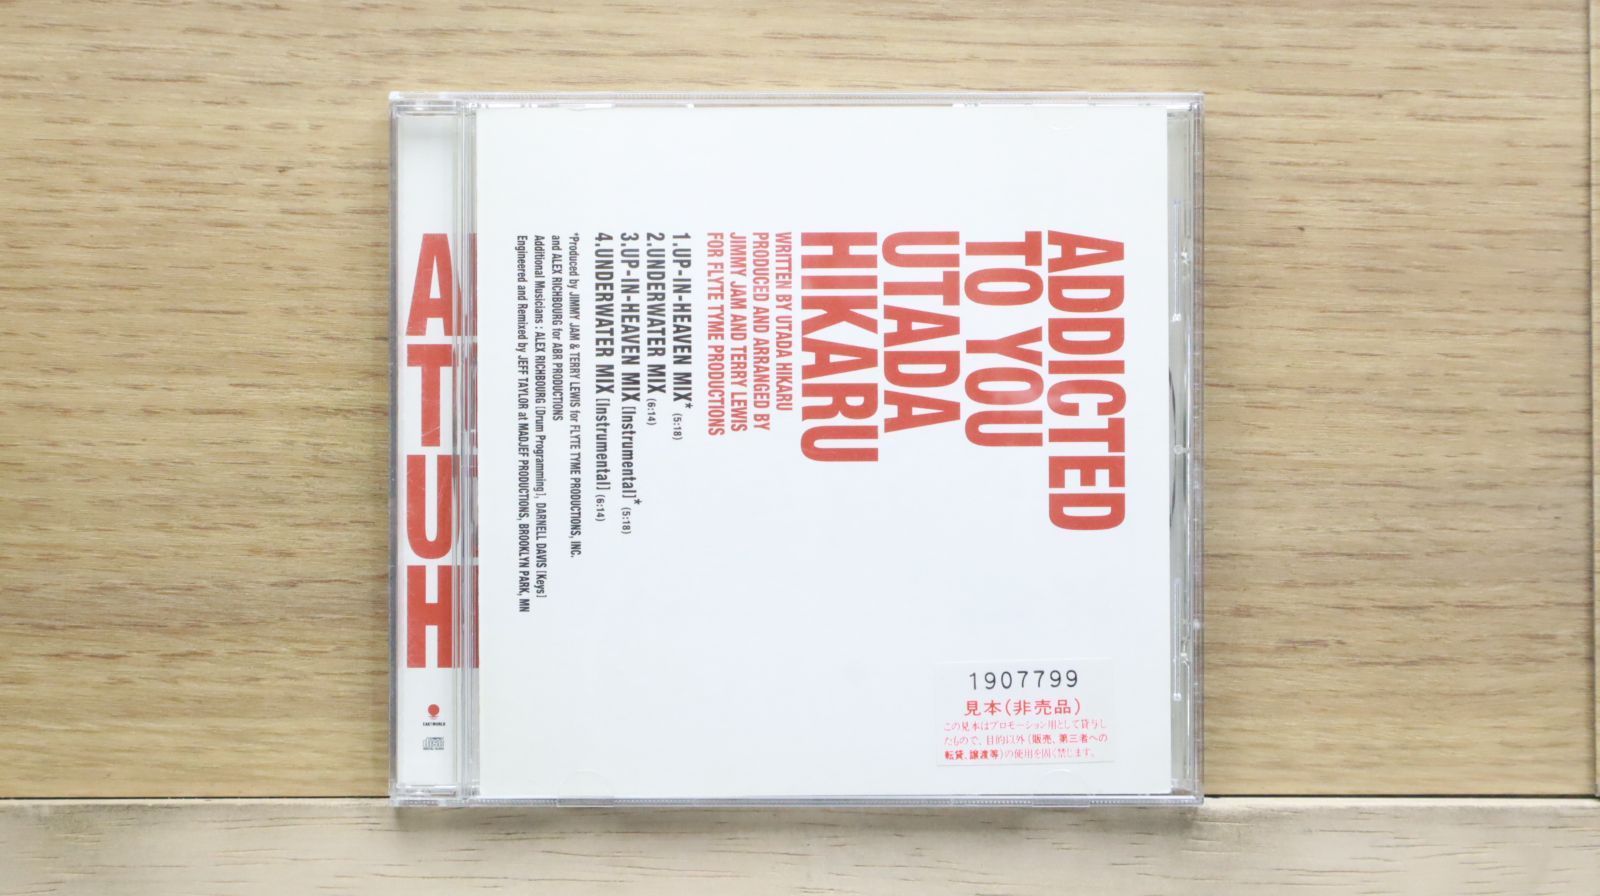 ADDICTED
TO YOU
UTADA
HIKARU
WRITTEN BY UTADA HIKARU
PRODUCED AND ARRANGED BY
JIMMY JAM AND TERRY LEWIS
FOR FLYTE TYME PRODUCTIONS
1.UP-IN-HEAVEN MIX* (5:18)
2.UNDERWATER MIX (6:14)
3.UP-IN-HEAVEN MIX [Instrumental]* (5:18)
4.UNDERWATER MIX [Instrumental] (6:14)
*Produced by JIMMY JAM & TERRY LEWIS for FLYTE TYME PRODUCTIONS, INC.
and ALEX RICHBOURG for ABR PRODUCTIONS
Additional Musicians : ALEX RICHBOURG [Drum Programming], DARNELL DAVIS [Keys]
Engineered and Remixed by JEFF TAYLOR at MADJEF PRODUCTIONS, BROOKLYN PARK, MN
ATUH
EASTWORLD
1907799
見本(非売品)
この見本はプロモーション用として貸与し
たもので、目的以外(販売、第三者への
転貸、譲渡等)の使用を固く禁じます。